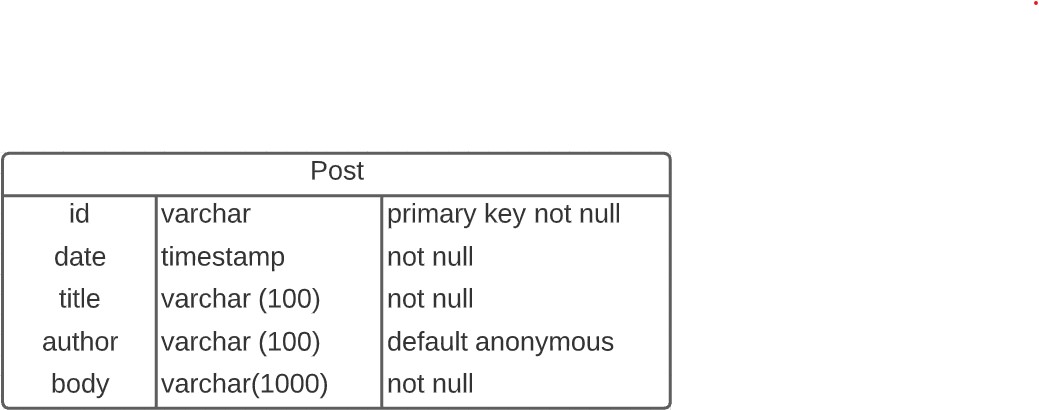 Post
id varchar primary key not null
date timestamp not null
title varchar (100) not null
author varchar (100) default anonymous
body varchar(1000) not null